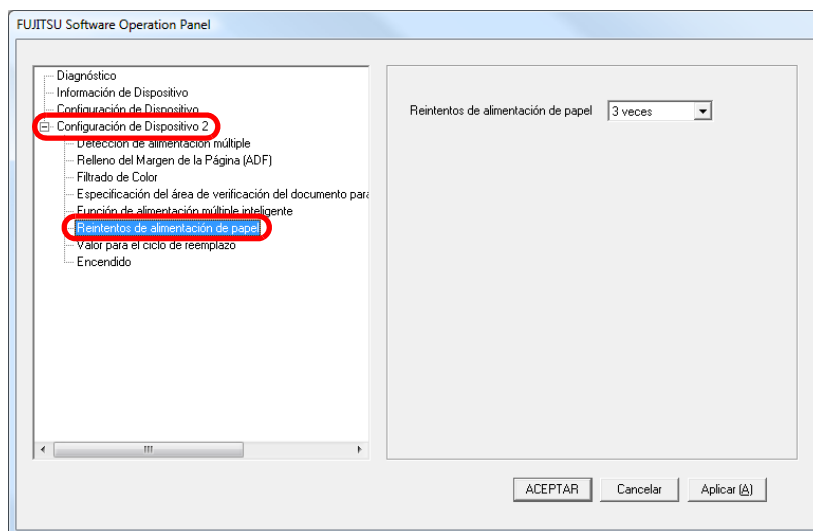 FUJITSU Software Operation Panel
Diagnóstico
Información de Dispositivo
Configuración de Dispositivo
Configuración de Dispositivo 2
Detección de alimentación múltiple
Relleno del Margen de la Página (ADF)
Filtrado de Color
Especificación del área de verificación del documento para
Función de alimentación múltiple inteligente
Reintentos de alimentación de papel
Valor para el ciclo de reemplazo
Encendido
Reintentos de alimentación de papel 3 veces
ACEPTAR Cancelar Aplicar (A)